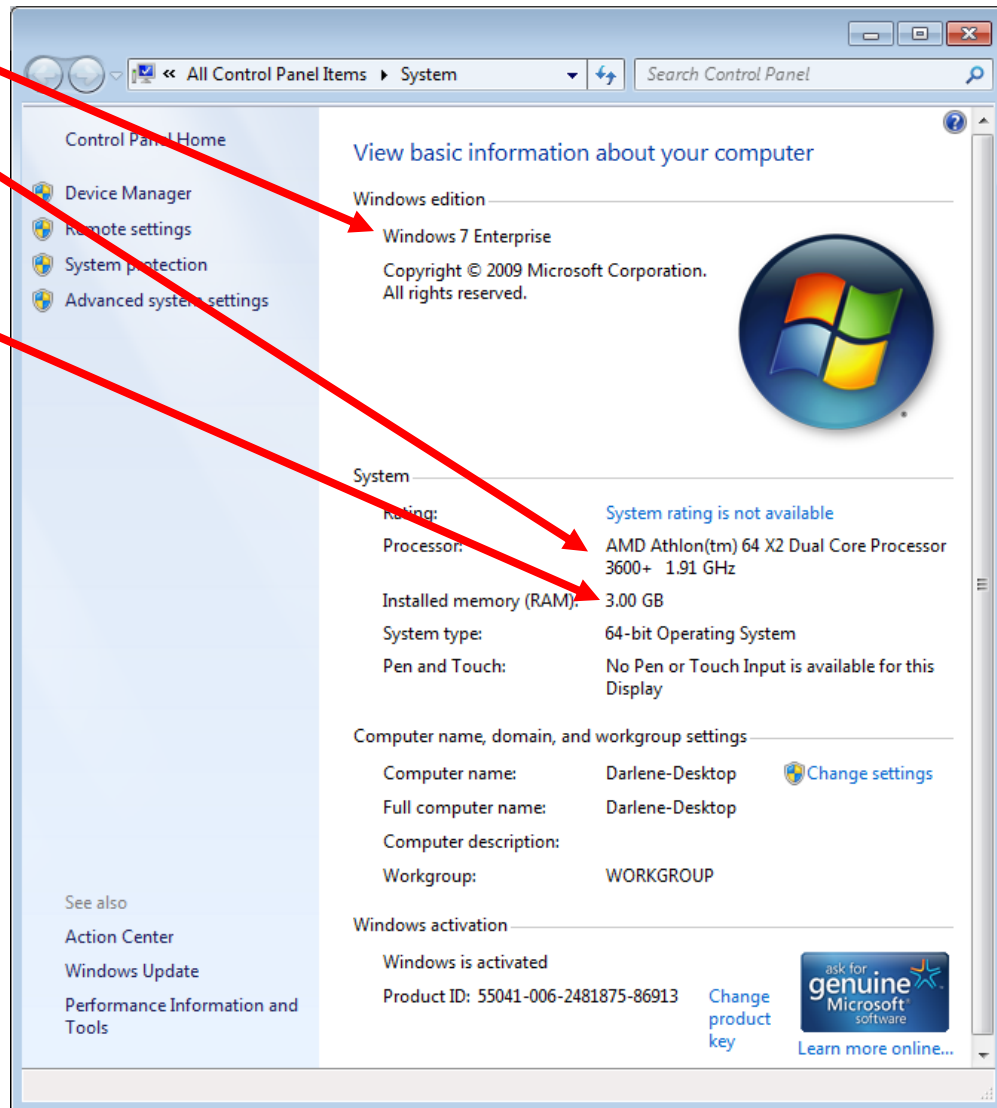 « All Control Panel Items ▸ System
Search Control Panel
Control Panel Home
Device Manager
Remote settings
System protection
Advanced system settings
See also
Action Center
Windows Update
Performance Information and
Tools
View basic information about your computer
Windows edition
Windows 7 Enterprise
Copyright © 2009 Microsoft Corporation.
All rights reserved.
System
Rating: System rating is not available
Processor: AMD Athlon(tm) 64 X2 Dual Core Processor
3600+ 1.91 GHz
Installed memory (RAM): 3.00 GB
System type: 64-bit Operating System
Pen and Touch: No Pen or Touch Input is available for this
Display
Computer name, domain, and workgroup settings
Computer name: Darlene-Desktop Change settings
Full computer name: Darlene-Desktop
Computer description:
Workgroup: WORKGROUP
Windows activation
Windows is activated
Product ID: 55041-006-2481875-86913
Change
product
key
ask for
genuine
Microsoft®
software
Learn more online...